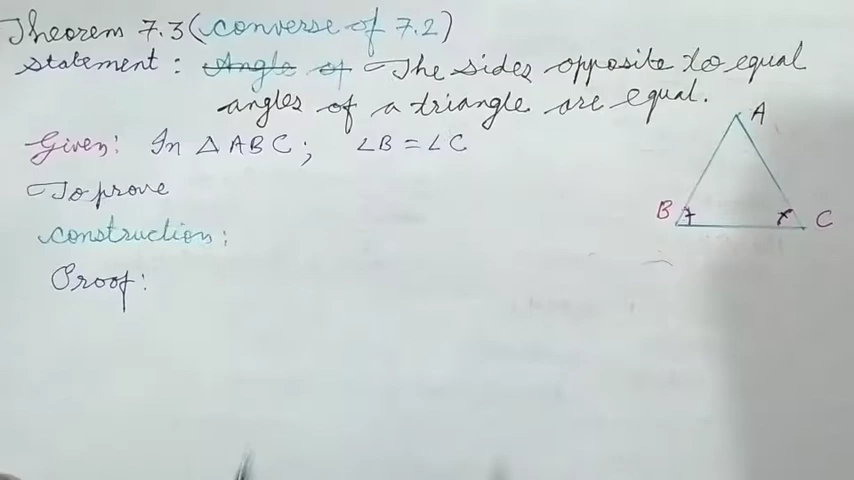 Theorem 7.3 (converse of 7.2)
Statement : Angle of The sides opposite to equal
angles of a triangle are equal.
Given: In △ABC; ∠B = ∠C
To prove
construction:
Proof:
A
B
C